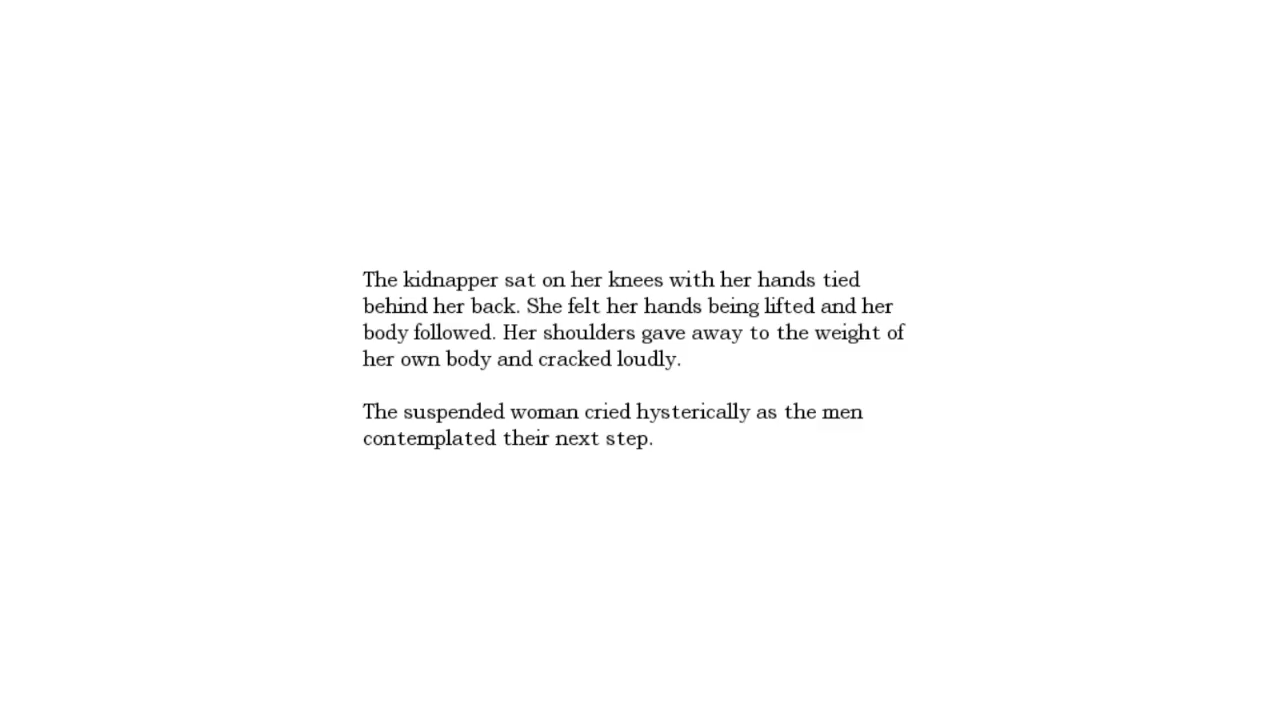 The kidnapper sat on her knees with her hands tied
behind her back. She felt her hands being lifted and her
body followed. Her shoulders gave away to the weight of
her own body and cracked loudly.
The suspended woman cried hysterically as the men
contemplated their next step.